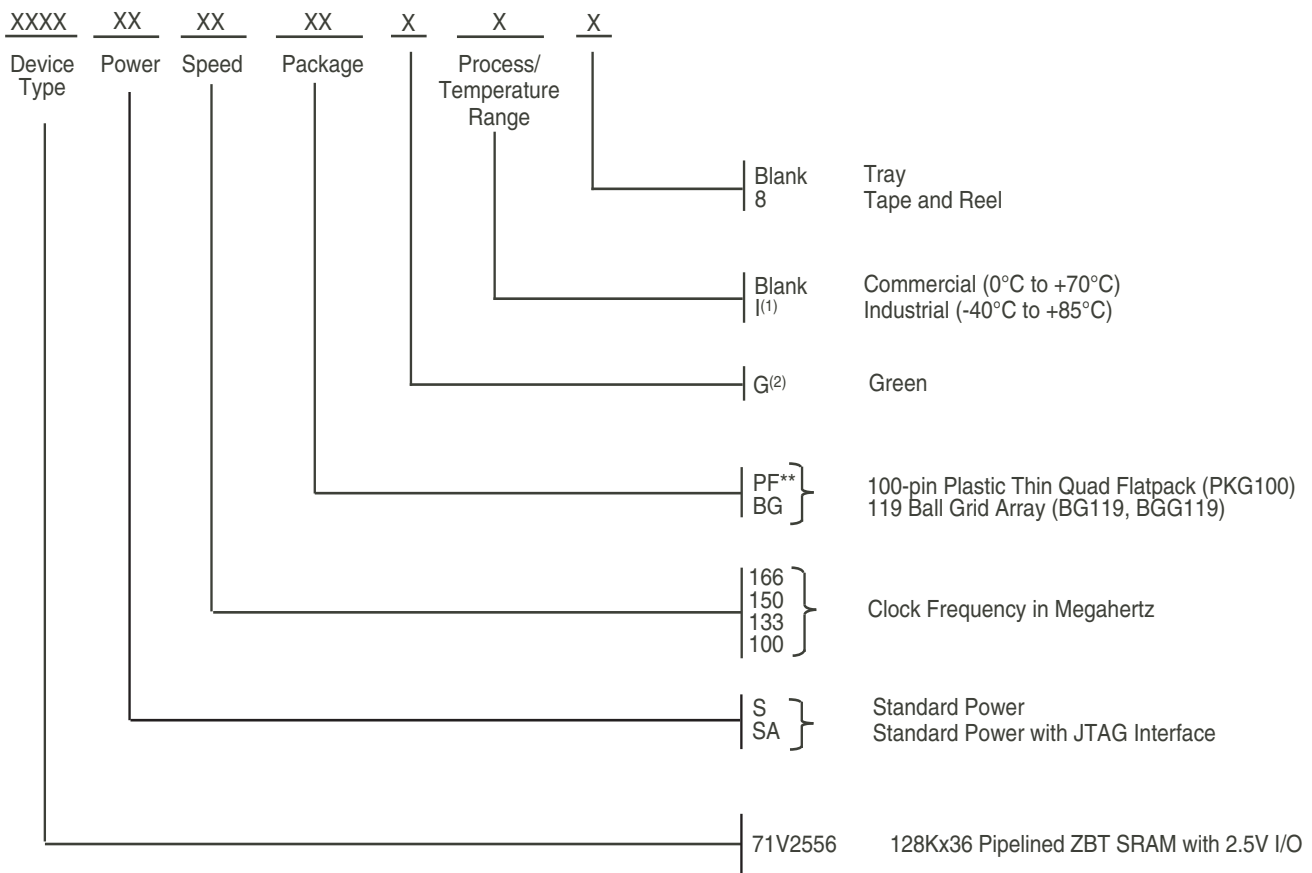 XXXX XX XX XX X X X
Device Type Power Speed Package Process/ Temperature Range
Blank Tray
8 Tape and Reel
Blank Commercial (0°C to +70°C)
I(1) Industrial (-40°C to +85°C)
G(2) Green
PF** 100-pin Plastic Thin Quad Flatpack (PKG100)
BG 119 Ball Grid Array (BG119, BGG119)
166
150
133
100
Clock Frequency in Megahertz
S Standard Power
SA Standard Power with JTAG Interface
71V2556 128Kx36 Pipelined ZBT SRAM with 2.5V I/O